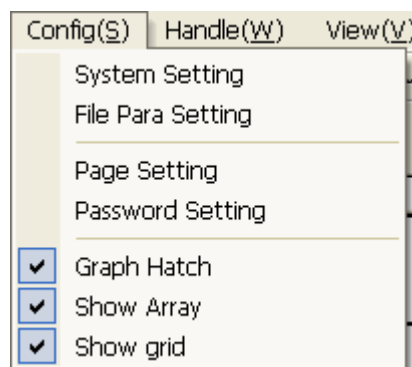 Config(S) Handle(W) View(V)
System Setting
File Para Setting
Page Setting
Password Setting
Graph Hatch
Show Array
Show grid